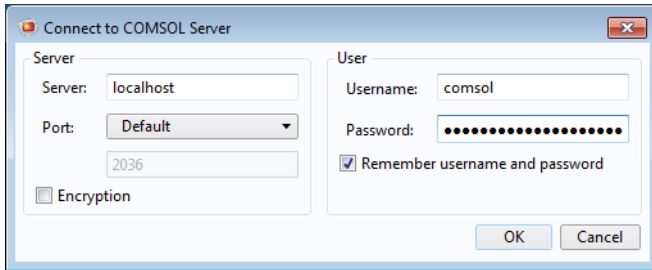 Connect to COMSOL Server
Server
Server: localhost
Port: Default
2036
Encryption
User
Username: comsol
Password: ●●●●●●●●●●●●●●●●●●●●
Remember username and password
OK Cancel